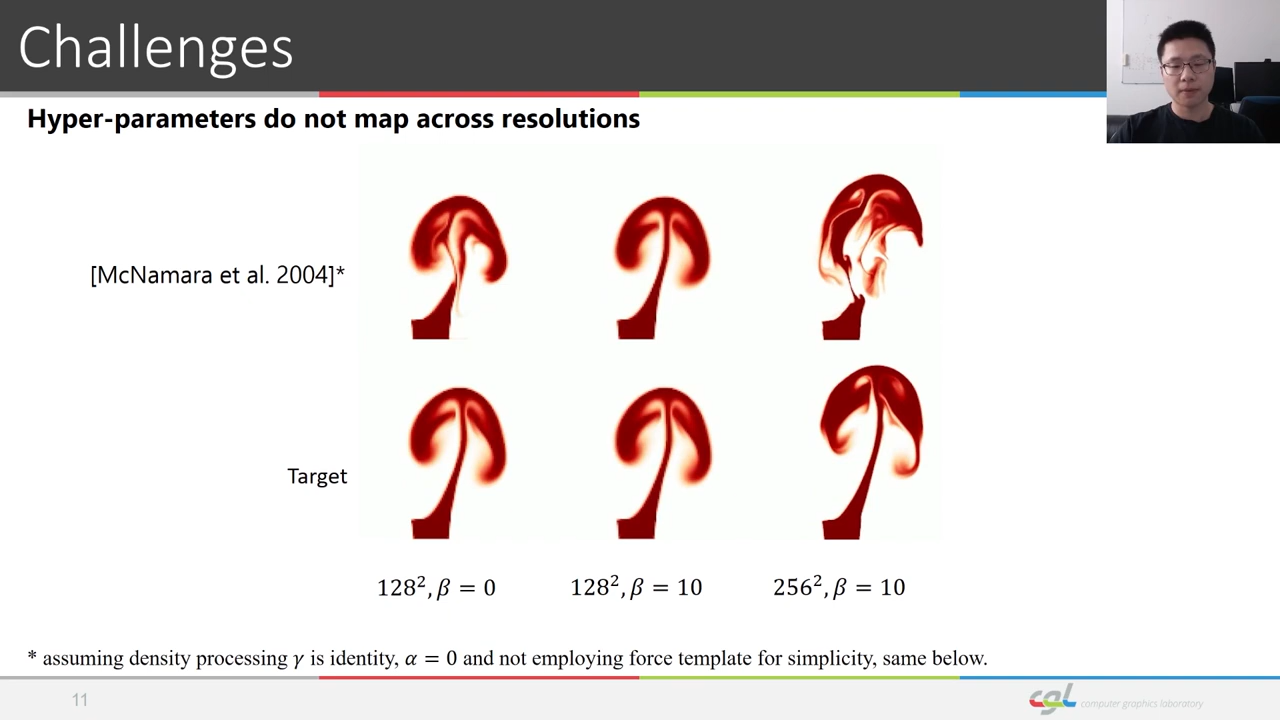 Challenges
Hyper-parameters do not map across resolutions
[McNamara et al. 2004]*
Target
128², β = 0
128², β = 10
256², β = 10
* assuming density processing γ is identity, α = 0 and not employing force template for simplicity, same below.
11
cgl computer graphics laboratory